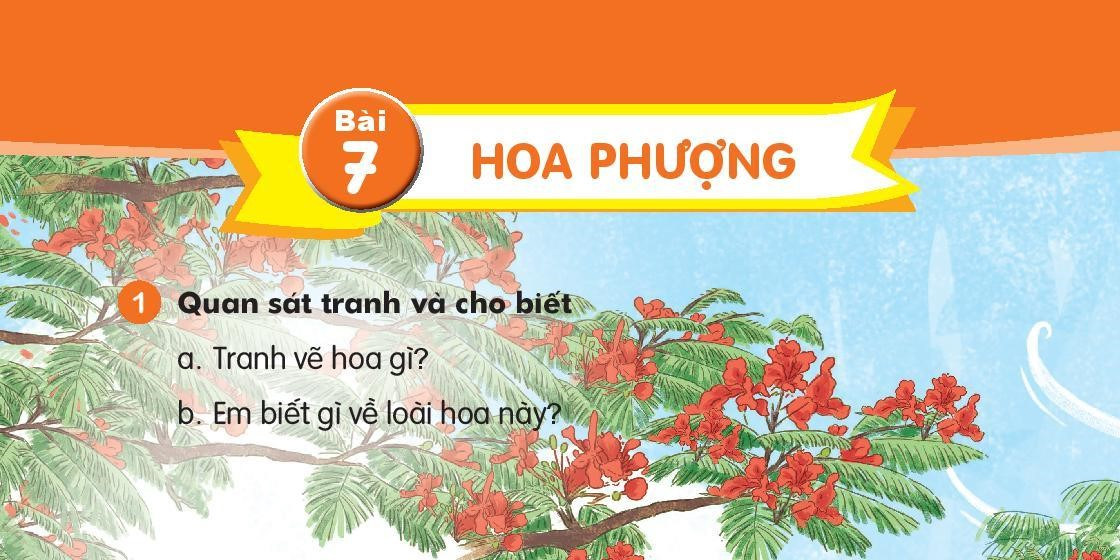 Bài
7
HOA PHƯỢNG
1 Quan sát tranh và cho biết
a. Tranh vẽ hoa gì?
b. Em biết gì về loài hoa này?